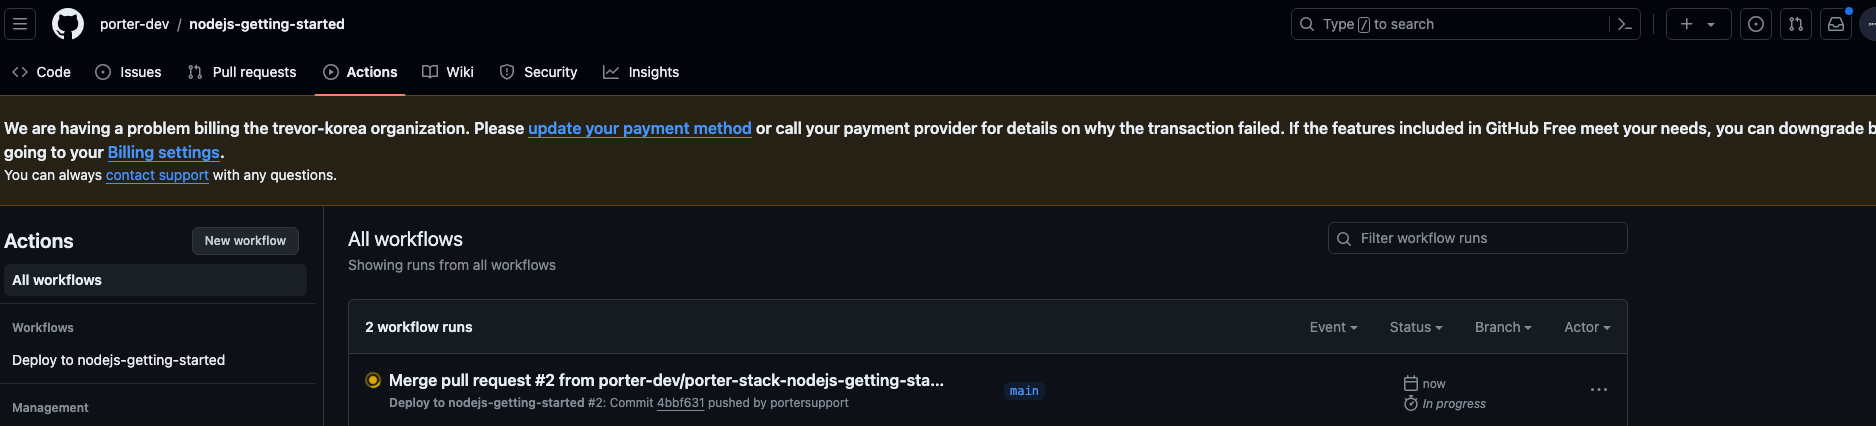 porter-dev / nodejs-getting-started
Type / to search
Code Issues Pull requests Actions Wiki Security Insights
We are having a problem billing the trevor-korea organization. Please update your payment method or call your payment provider for details on why the transaction failed. If the features included in GitHub Free meet your needs, you can downgrade
going to your Billing settings.
You can always contact support with any questions.
Actions
New workflow
All workflows
Workflows
Deploy to nodejs-getting-started
Management
All workflows
Showing runs from all workflows
Filter workflow runs
2 workflow runs
Event Status Branch Actor
Merge pull request #2 from porter-dev/porter-stack-nodejs-getting-sta...
main
now
Deploy to nodejs-getting-started #2: Commit 4bbf631 pushed by portersupport
In progress